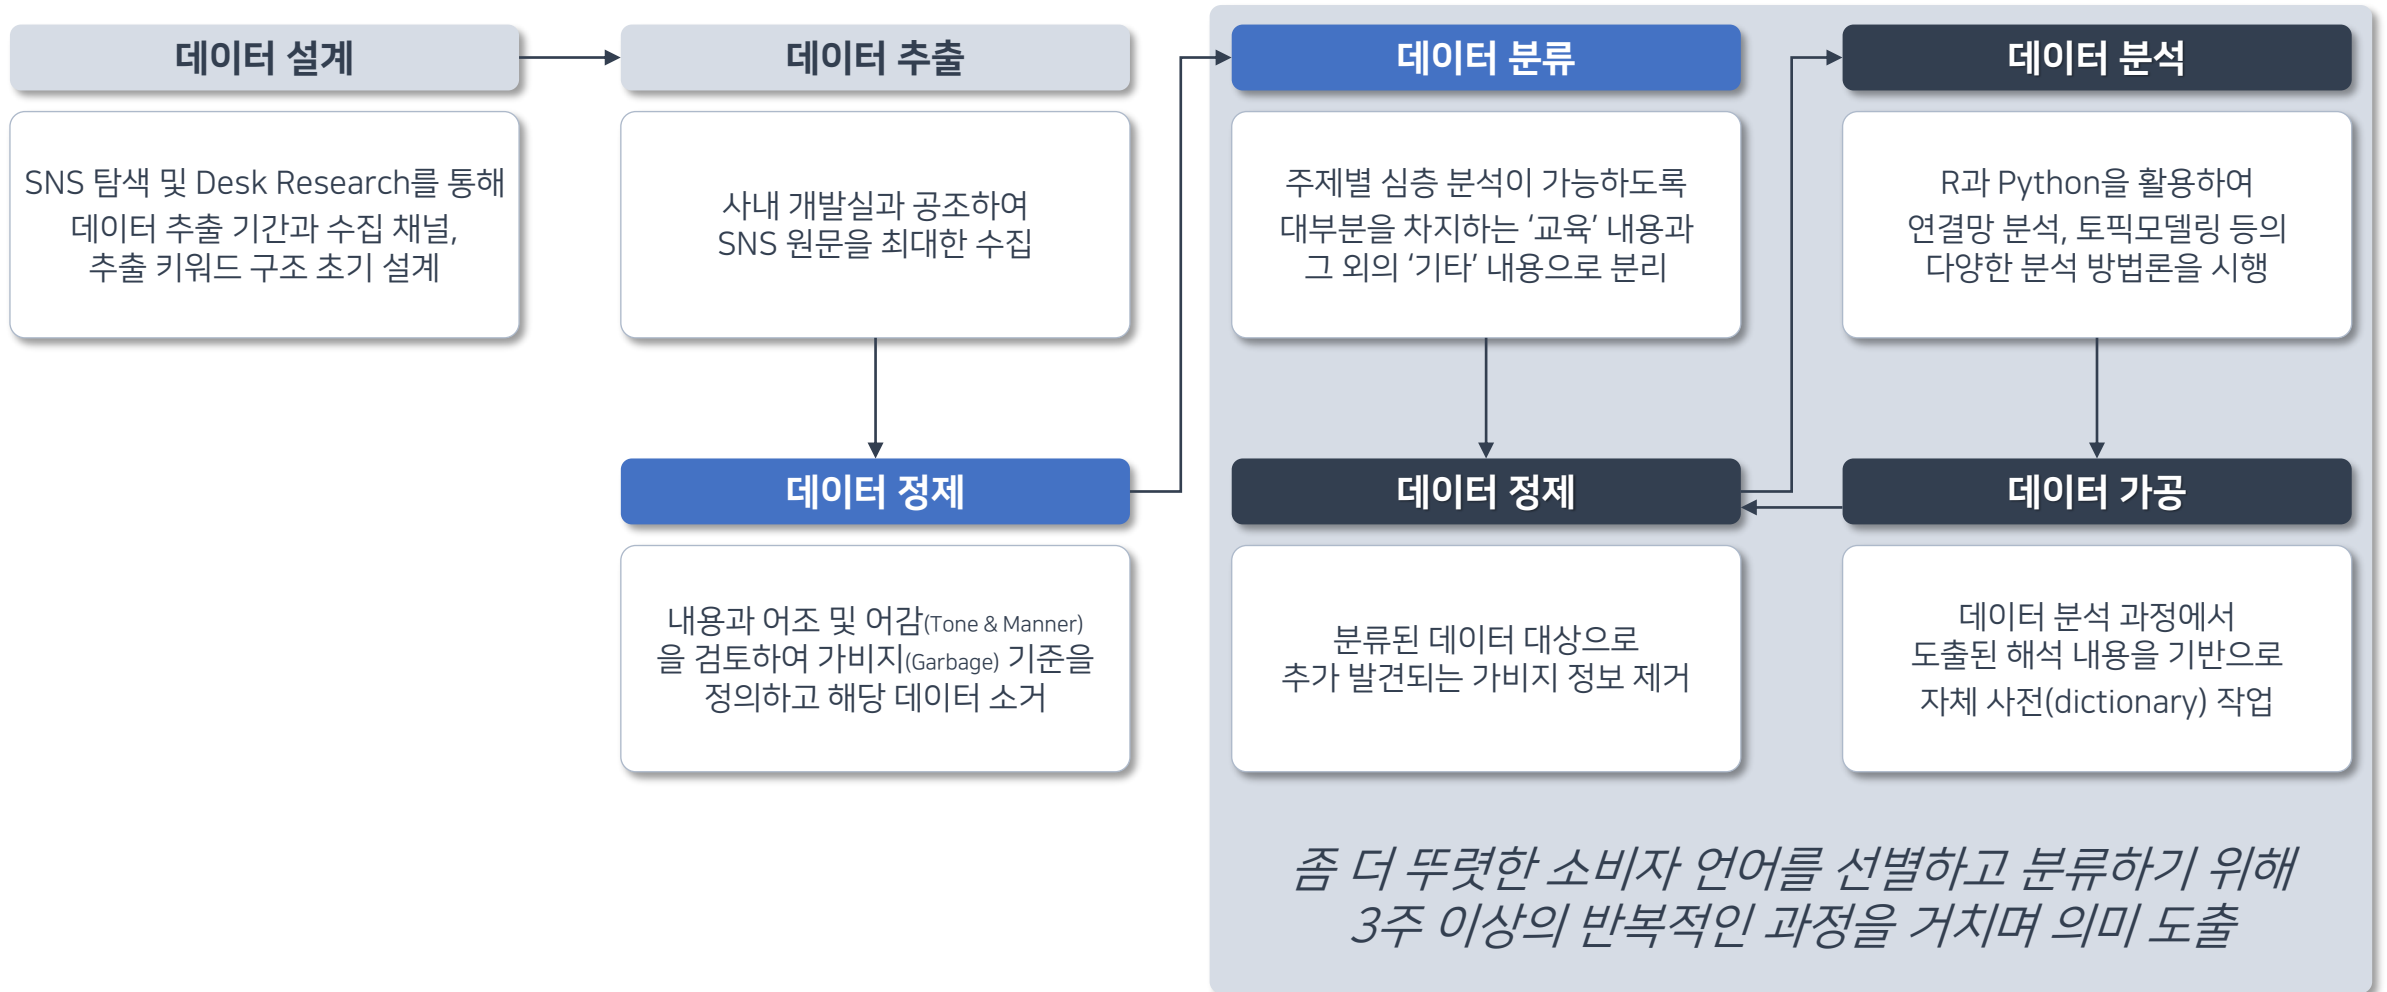 데이터 설계
SNS 탐색 및 Desk Research를 통해
데이터 추출 기간과 수집 채널,
추출 키워드 구조 초기 설계
데이터 추출
사내 개발실과 공조하여
SNS 원문을 최대한 수집
데이터 정제
내용과 어조 및 어감(Tone & Manner)
을 검토하여 가비지(Garbage) 기준을
정의하고 해당 데이터 소거
데이터 분류
주제별 심층 분석이 가능하도록
대부분을 차지하는 ‘교육’ 내용과
그 외의 ‘기타’ 내용으로 분리
데이터 정제
분류된 데이터 대상으로
추가 발견되는 가비지 정보 제거
데이터 분석
R과 Python을 활용하여
연결망 분석, 토픽모델링 등의
다양한 분석 방법론을 시행
데이터 가공
데이터 분석 과정에서
도출된 해석 내용을 기반으로
자체 사전(dictionary) 작업
좀 더 뚜렷한 소비자 언어를 선별하고 분류하기 위해
3주 이상의 반복적인 과정을 거치며 의미 도출